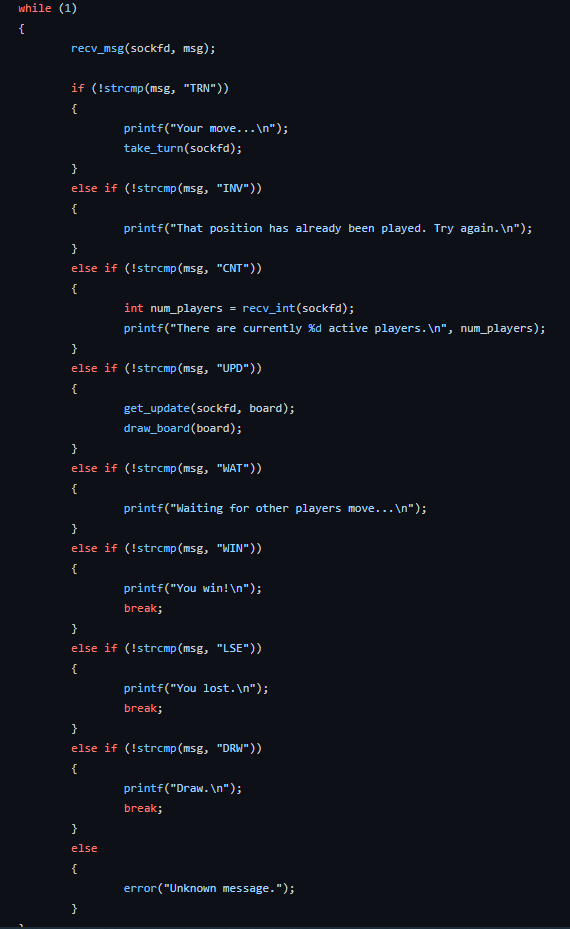 while (1)
{
recv_msg(sockfd, msg);
if (!strcmp(msg, "TRN"))
{
printf("Your move...\n");
take_turn(sockfd);
}
else if (!strcmp(msg, "INV"))
{
printf("That position has already been played. Try again.\n");
}
else if (!strcmp(msg, "CNT"))
{
int num_players = recv_int(sockfd);
printf("There are currently %d active players.\n", num_players);
}
else if (!strcmp(msg, "UPD"))
{
get_update(sockfd, board);
draw_board(board);
}
else if (!strcmp(msg, "WAT"))
{
printf("Waiting for other players move...\n");
}
else if (!strcmp(msg, "WIN"))
{
printf("You win!\n");
break;
}
else if (!strcmp(msg, "LSE"))
{
printf("You lost.\n");
break;
}
else if (!strcmp(msg, "DRW"))
{
printf("Draw.\n");
break;
}
else
{
error("Unknown message.");
}